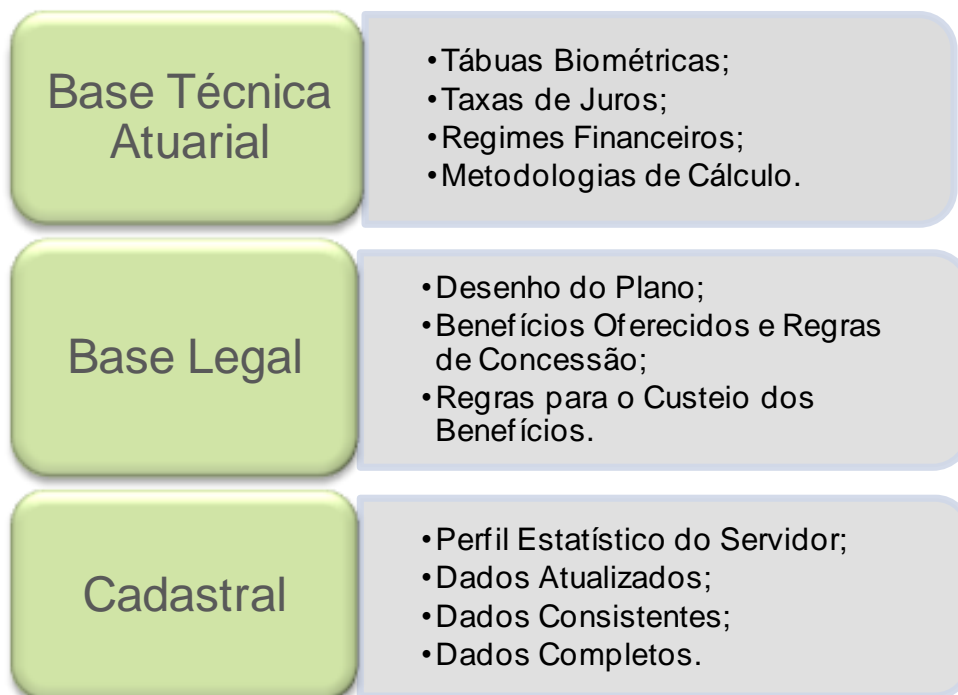 Base Técnica
Atuarial
•Tábuas Biométricas;
•Taxas de Juros;
•Regimes Financeiros;
•Metodologias de Cálculo.
Base Legal
•Desenho do Plano;
•Benefícios Oferecidos e Regras
de Concessão;
•Regras para o Custeio dos
Benefícios.
Cadastral
•Perfil Estatístico do Servidor;
•Dados Atualizados;
•Dados Consistentes;
•Dados Completos.